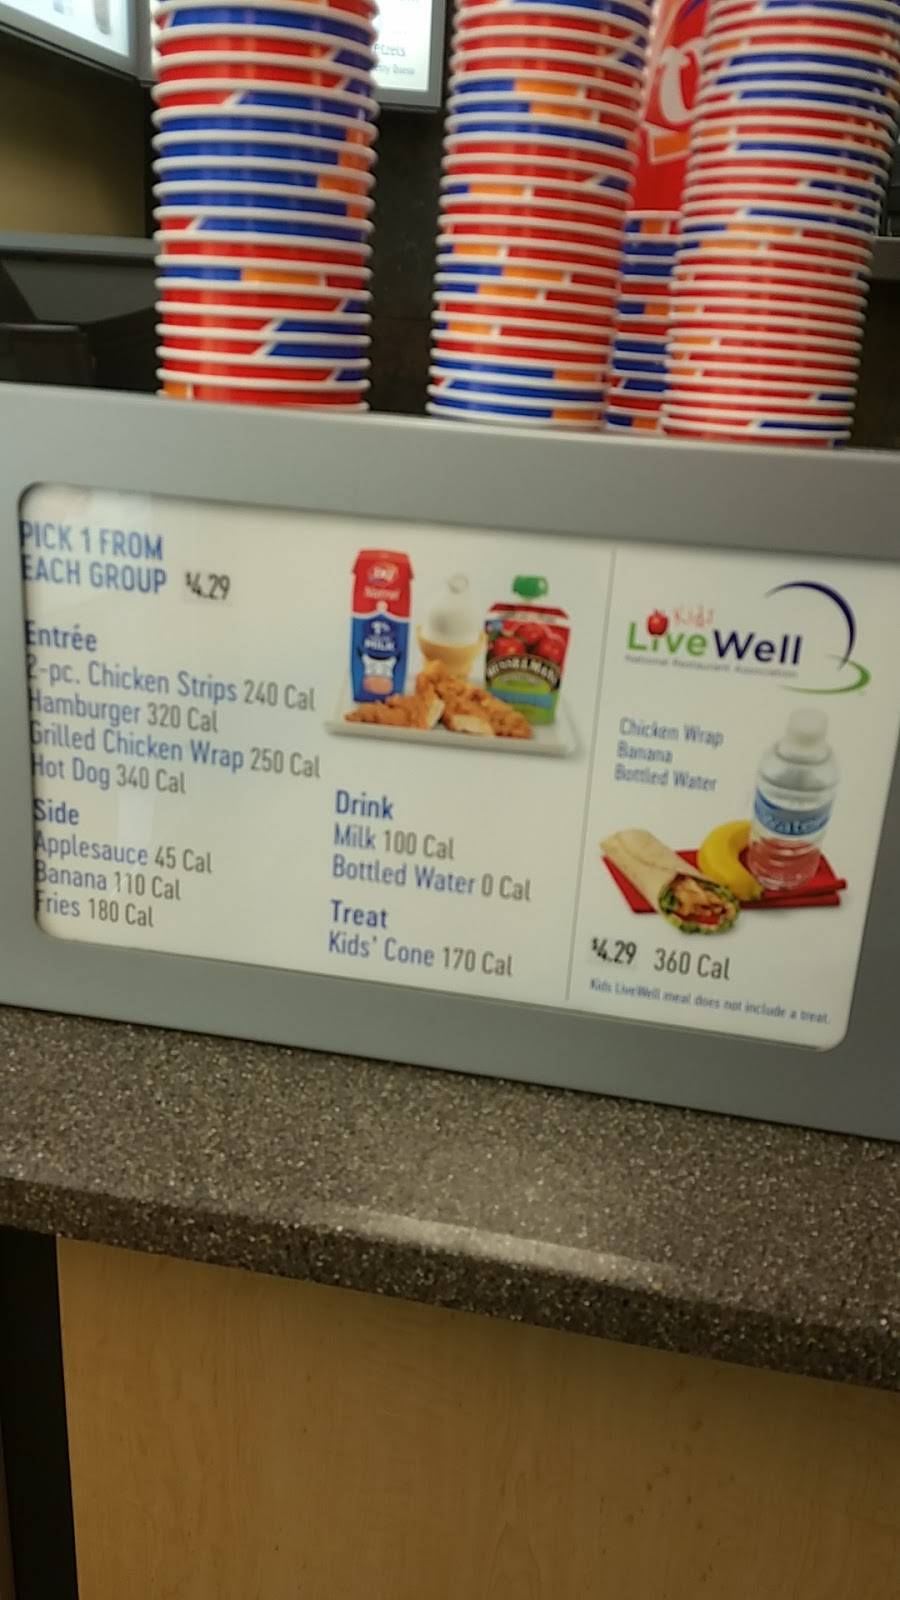 PICK 1 FROM
EACH GROUP $4.29
Entrée
2-pc. Chicken Strips 240 Cal
Hamburger 320 Cal
Grilled Chicken Wrap 250 Cal
Hot Dog 340 Cal
Side
Applesauce 45 Cal
Banana 110 Cal
Fries 180 Cal
Drink
Milk 100 Cal
Bottled Water 0 Cal
Treat
Kids' Cone 170 Cal
Kids
LiveWell
National Restaurant Association
Chicken Wrap
Banana
Bottled Water
$4.29 360 Cal
Kids LiveWell meal does not include a treat.